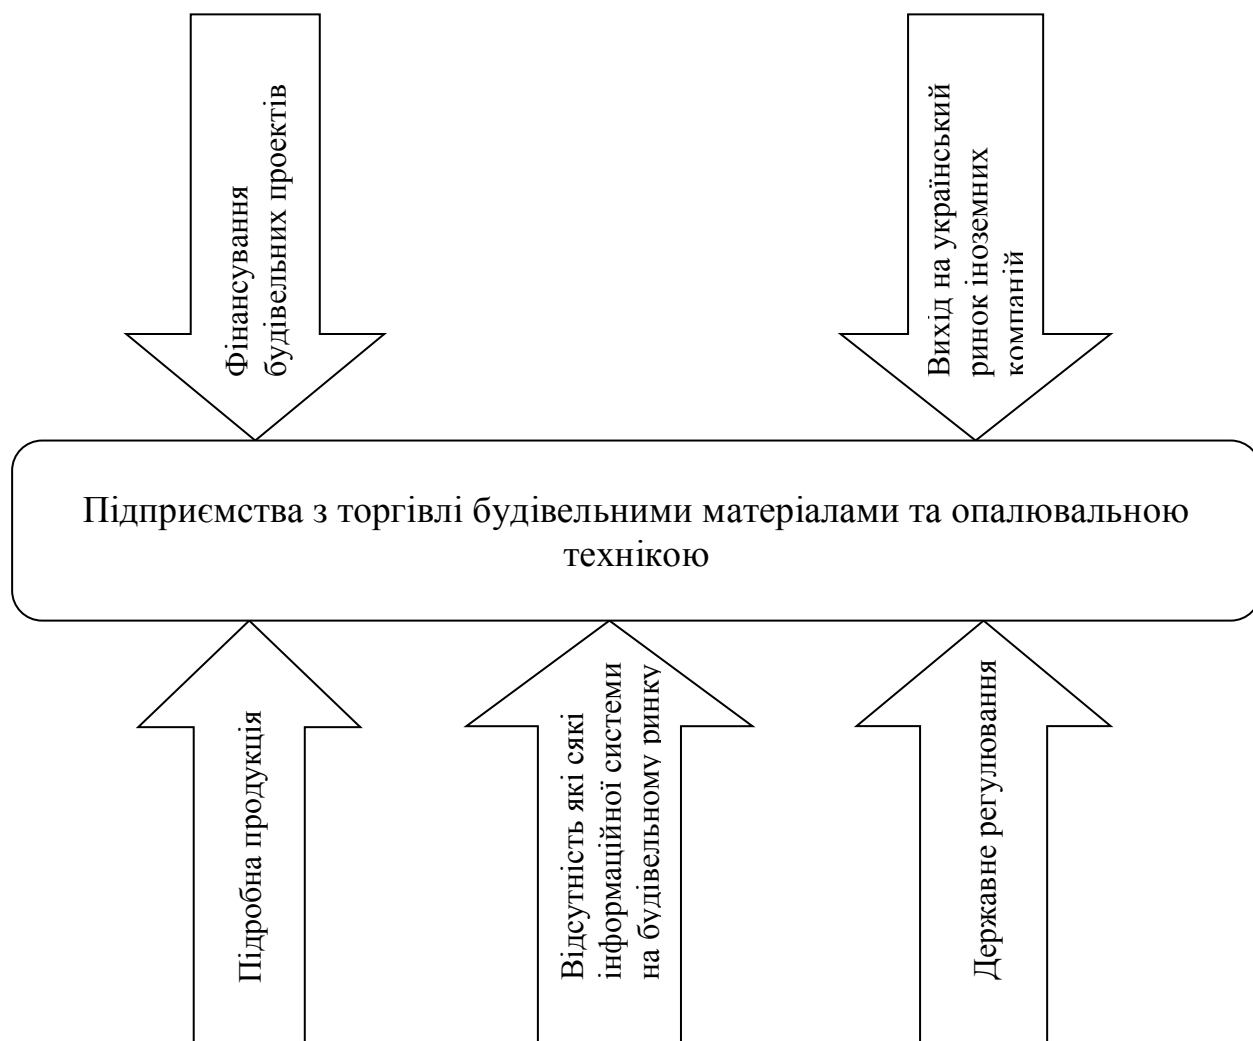 Фінансування
будівельних проектів
Вихід на український
ринок іноземних
компаній
Підприємства з торгівлі будівельними матеріалами та опалювальною
технікою
Підробна продукція
Відсутність які сякі
інформаційної системи
на будівельному ринку
Державне регулювання